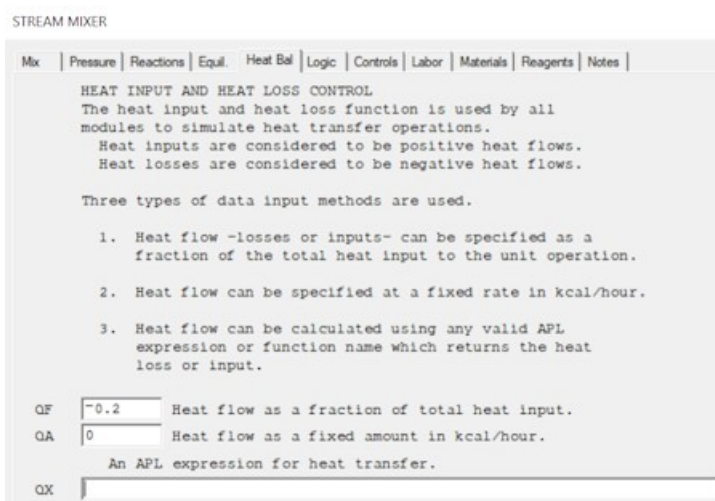 STREAM MIXER
Mix | Pressure | Reactions | Equil. | Heat Bal | Logic | Controls | Labor | Materials | Reagents | Notes |
HEAT INPUT AND HEAT LOSS CONTROL
The heat input and heat loss function is used by all
modules to simulate heat transfer operations.
Heat inputs are considered to be positive heat flows.
Heat losses are considered to be negative heat flows.
Three types of data input methods are used.
1. Heat flow -losses or inputs- can be specified as a
fraction of the total heat input to the unit operation.
2. Heat flow can be specified at a fixed rate in kcal/hour.
3. Heat flow can be calculated using any valid APL
expression or function name which returns the heat
loss or input.
QF ¯0.2 Heat flow as a fraction of total heat input.
QA 0 Heat flow as a fixed amount in kcal/hour.
An APL expression for heat transfer.
QX